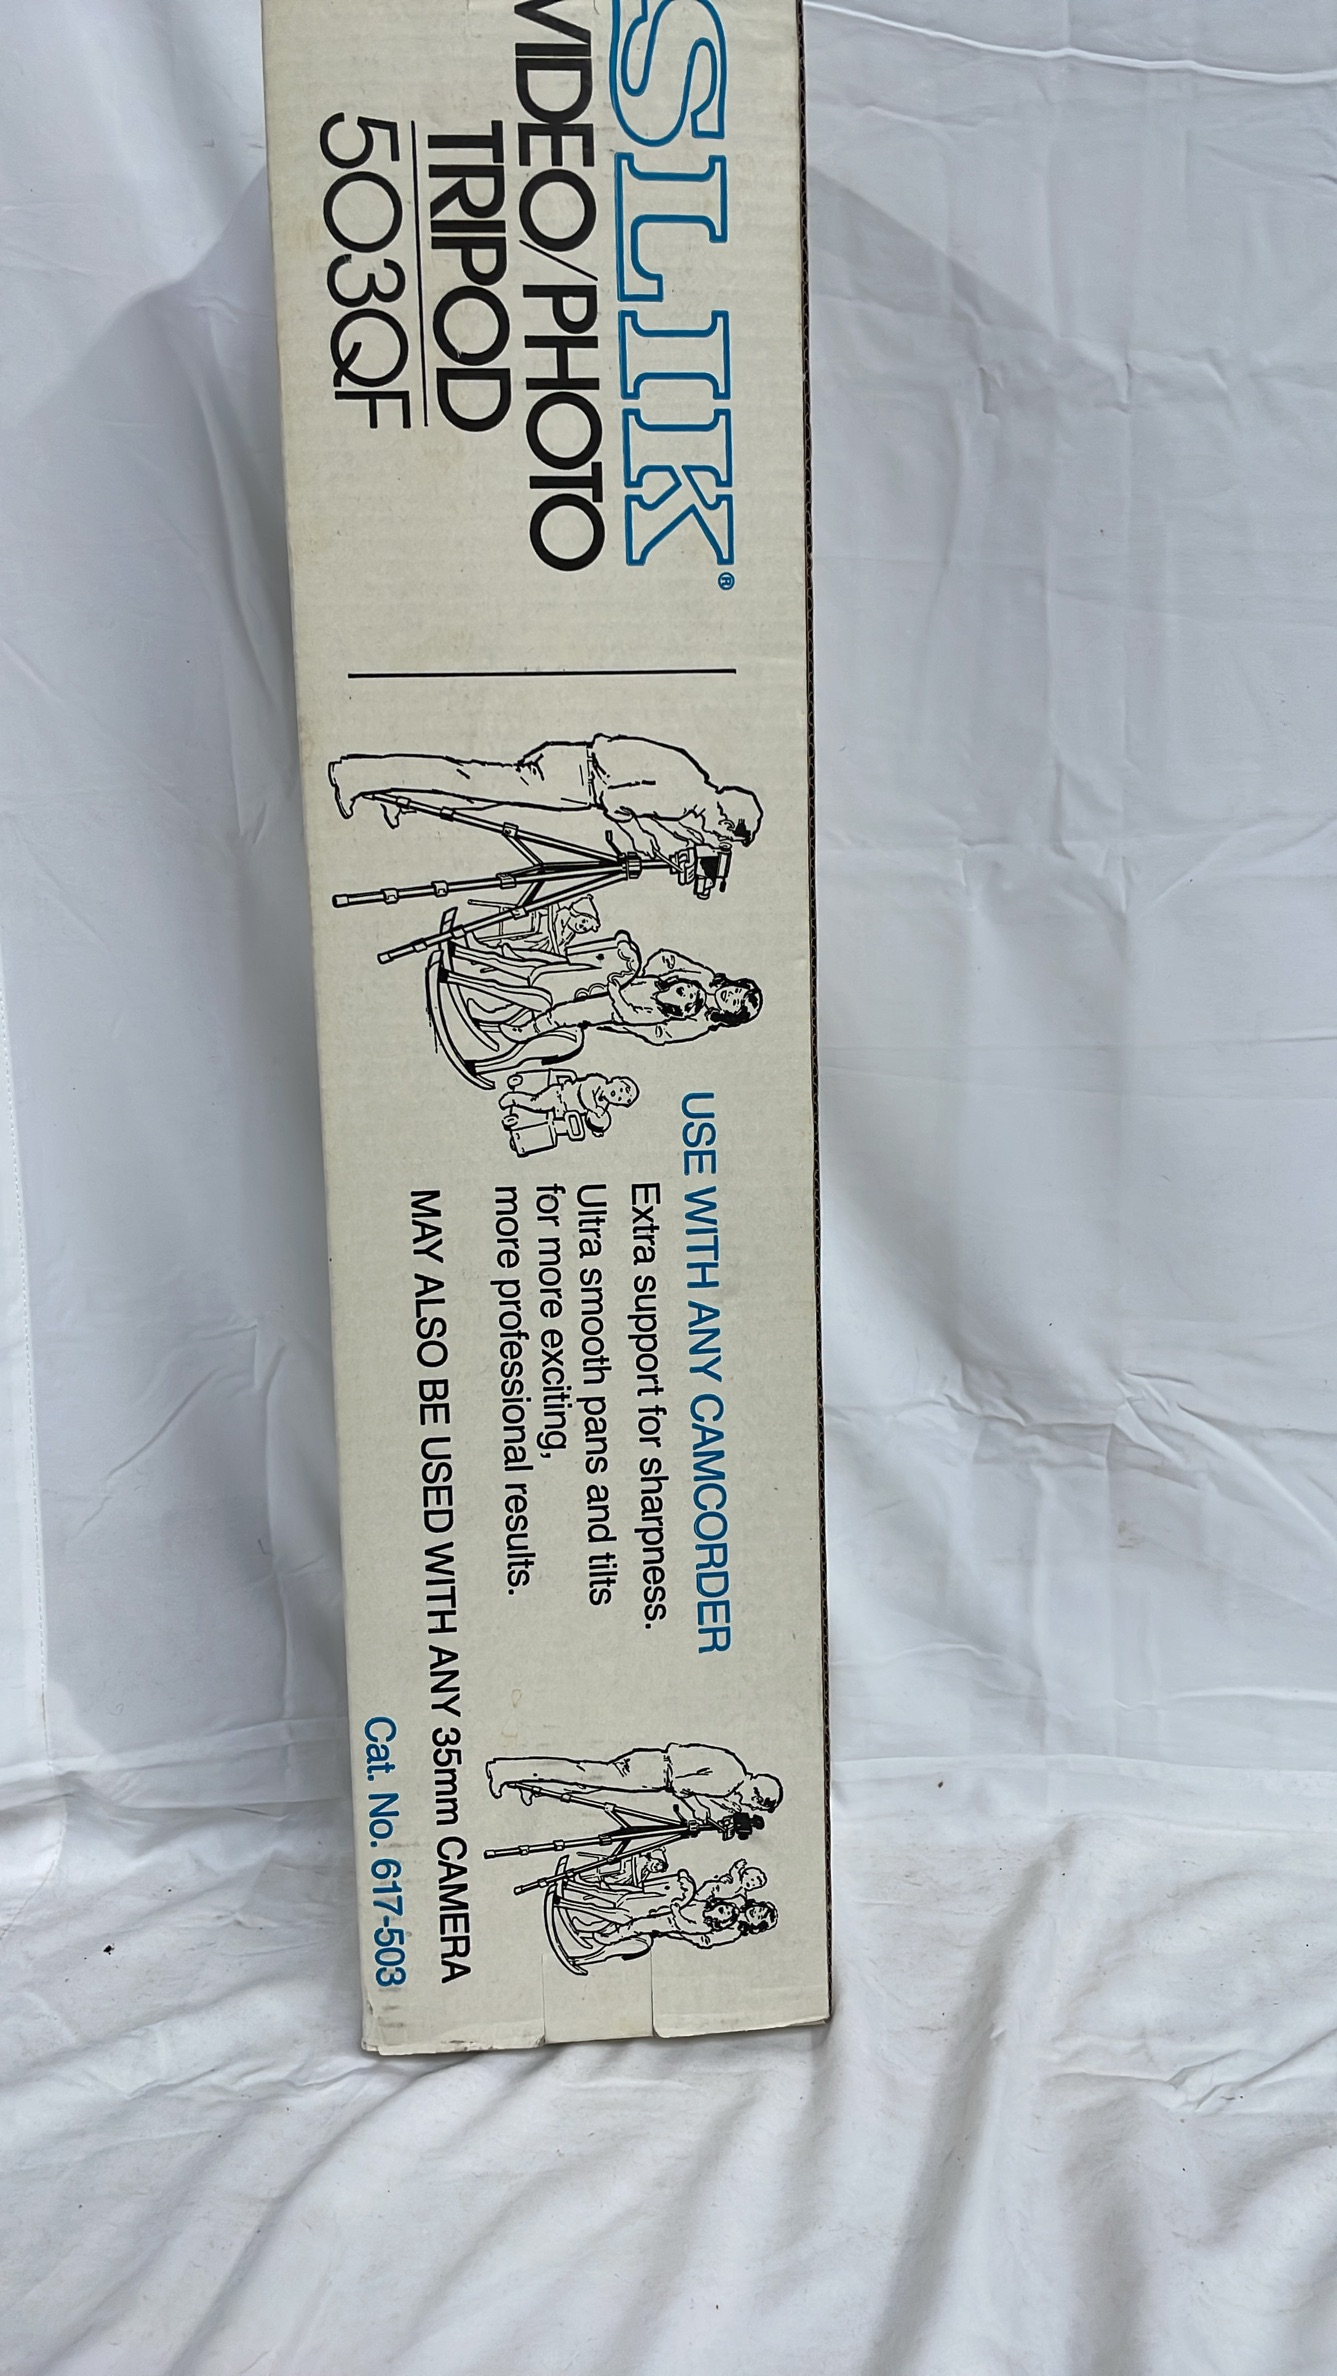 SLIK®
VIDEO/PHOTO
TRIPOD
503QF
USE WITH ANY CAMCORDER
Extra support for sharpness.
Ultra smooth pans and tilts
for more exciting,
more professional results.
MAY ALSO BE USED WITH ANY 35mm CAMERA
Cat. No. 617-503